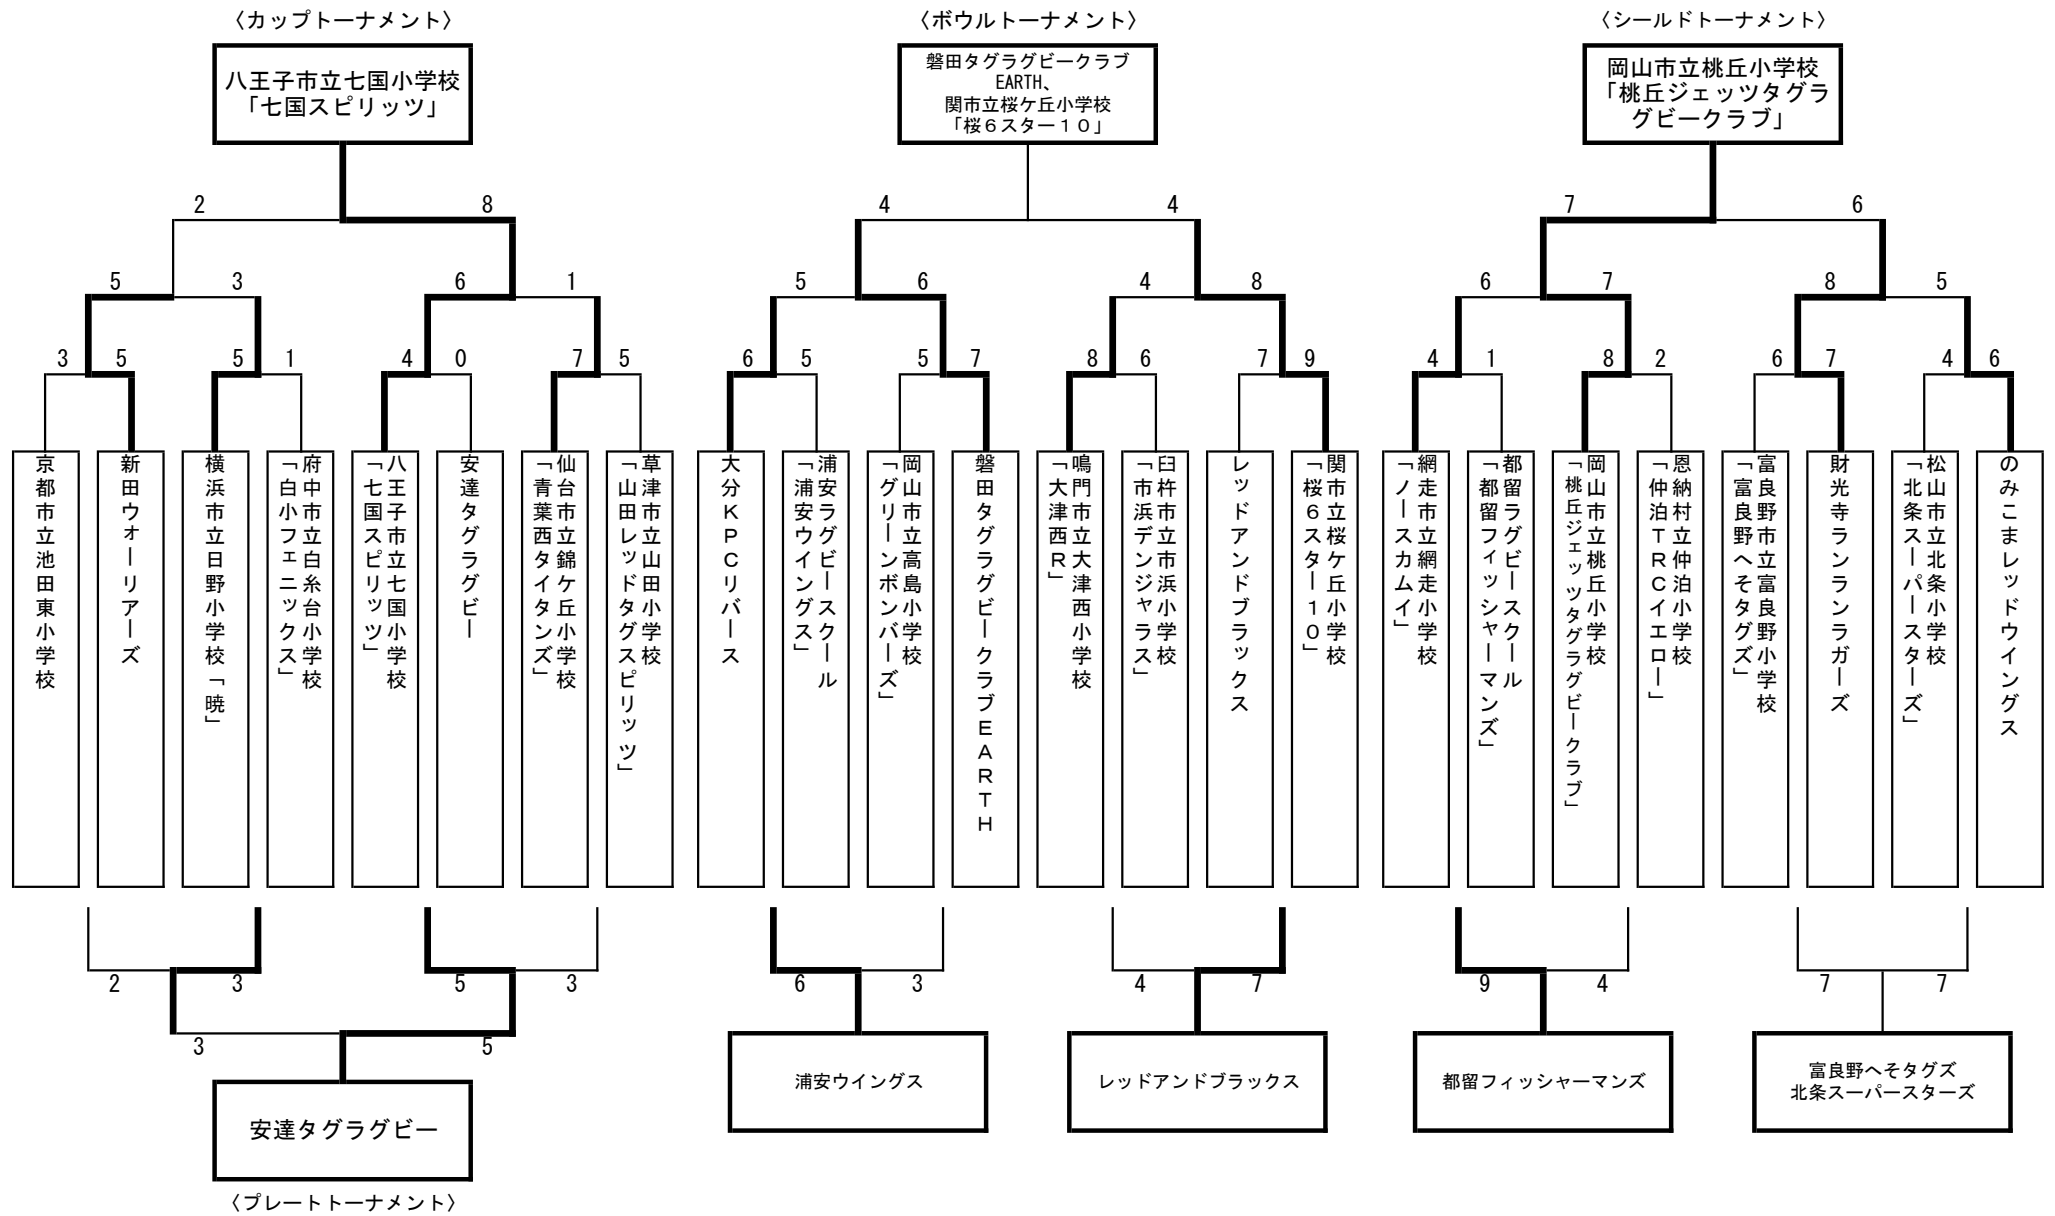 〈カップトーナメント〉
〈ボウルトーナメント〉
〈シールドトーナメント〉
八王子市立七国小学校
「七国スピリッツ」
磐田タグラグビークラブ
EARTH、
関市立桜ケ丘小学校
「桜６スター１０」
岡山市立桃丘小学校
「桃丘ジェッツタグラ
グビークラブ」
2 8
4 4
7 6
5 3 6 1
5 6 4 8
6 7 8 5
3 5 5 1 4 0 7 5
6 5 5 7 8 6 7 9
4 1 8 2 6 7 4 6
京都市立池田東小学校
新田ウォーリアーズ
横浜市立日野小学校「暁」
府中市立白糸台小学校
「白小フェニックス」
八王子市立七国小学校
「七国スピリッツ」
安達タグラグビー
仙台市立錦ケ丘小学校
「青葉西タイタンズ」
草津市立山田小学校
「山田レッドタグスピリッツ」
大分ＫＰＣリバース
浦安ラグビースクール
「浦安ウイングス」
岡山市立高島小学校
「グリーンボンバーズ」
磐田タグラグビークラブＥＡＲＴＨ
鳴門市立大津西小学校
「大津西Ｒ」
臼杵市立市浜小学校
「市浜デンジャラス」
レッドアンドブラックス
関市立桜ケ丘小学校
「桜６スター１０」
網走市立網走小学校
「ノースカムイ」
都留ラグビースクール
「都留フィッシャーマンズ」
岡山市立桃丘小学校
「桃丘ジェッツタグラグビークラブ」
恩納村立仲泊小学校
「仲泊ＴＲＣイエロー」
富良野市立富良野小学校
「富良野へそタグズ」
財光寺ランランラガーズ
松山市立北条小学校
「北条スーパースターズ」
のみこまレッドウイングス
2 3 5 3
6 3 4 7
9 4 7 7
3 5
浦安ウイングス
レッドアンドブラックス
都留フィッシャーマンズ
富良野へそタグズ
北条スーパースターズ
安達タグラグビー
〈プレートトーナメント〉